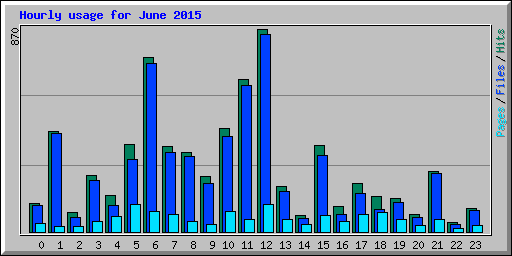 Hourly usage for June 2015
870
Pages/Files/Hits
0 1 2 3 4 5 6 7 8 9 10 11 12 13 14 15 16 17 18 19 20 21 22 23